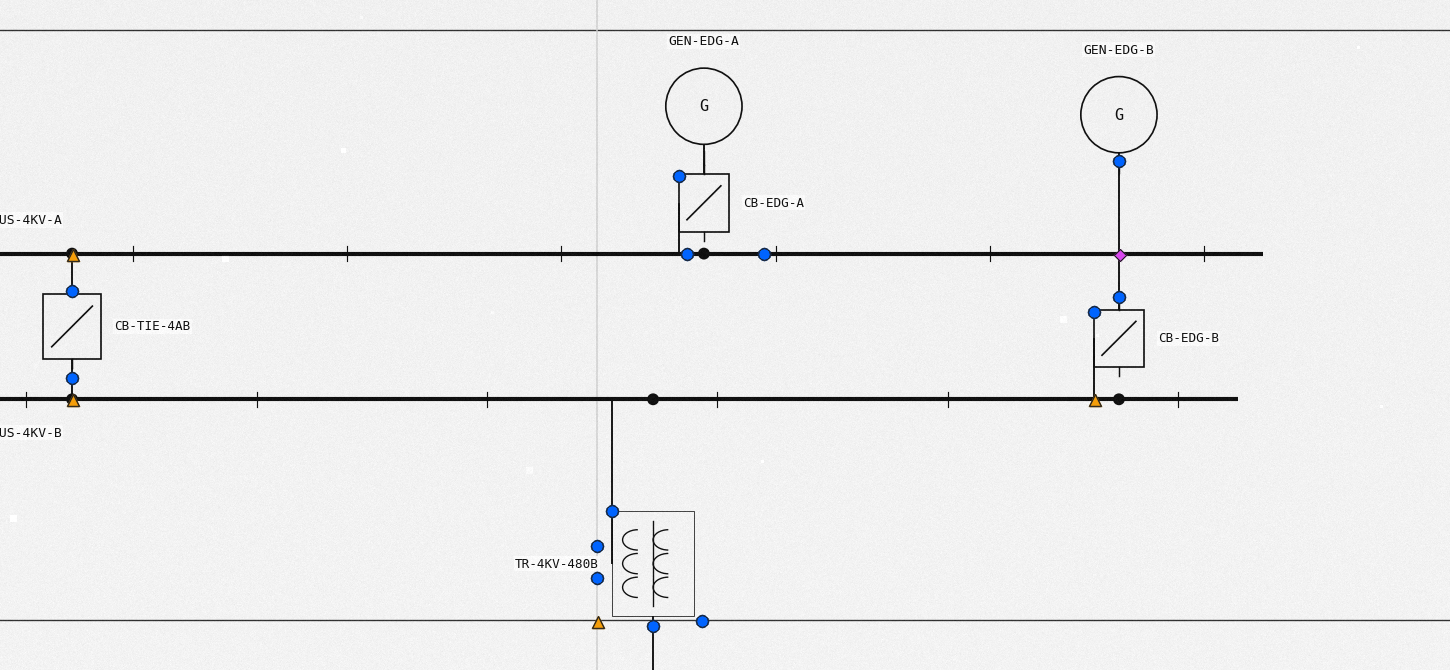 GEN-EDG-A
GEN-EDG-B
G
G
CB-EDG-A
US-4KV-A
CB-TIE-4AB
CB-EDG-B
US-4KV-B
TR-4KV-480B